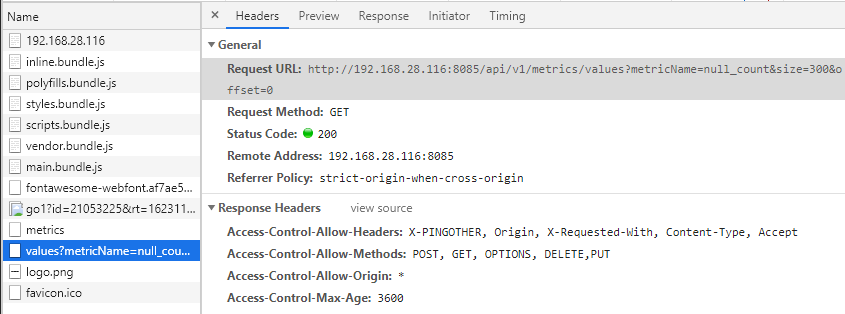 Name
192.168.28.116
inline.bundle.js
polyfills.bundle.js
styles.bundle.js
scripts.bundle.js
vendor.bundle.js
main.bundle.js
fontawesome-webfont.af7ae5...
go1?id=21053225&rt=162311...
metrics
values?metricName=null_cou...
logo.png
favicon.ico
× Headers Preview Response Initiator Timing
▼ General
Request URL: http://192.168.28.116:8085/api/v1/metrics/values?metricName=null_count&size=300&o
ffset=0
Request Method: GET
Status Code: 200
Remote Address: 192.168.28.116:8085
Referrer Policy: strict-origin-when-cross-origin
▼ Response Headers view source
Access-Control-Allow-Headers: X-PINGOTHER, Origin, X-Requested-With, Content-Type, Accept
Access-Control-Allow-Methods: POST, GET, OPTIONS, DELETE,PUT
Access-Control-Allow-Origin: *
Access-Control-Max-Age: 3600